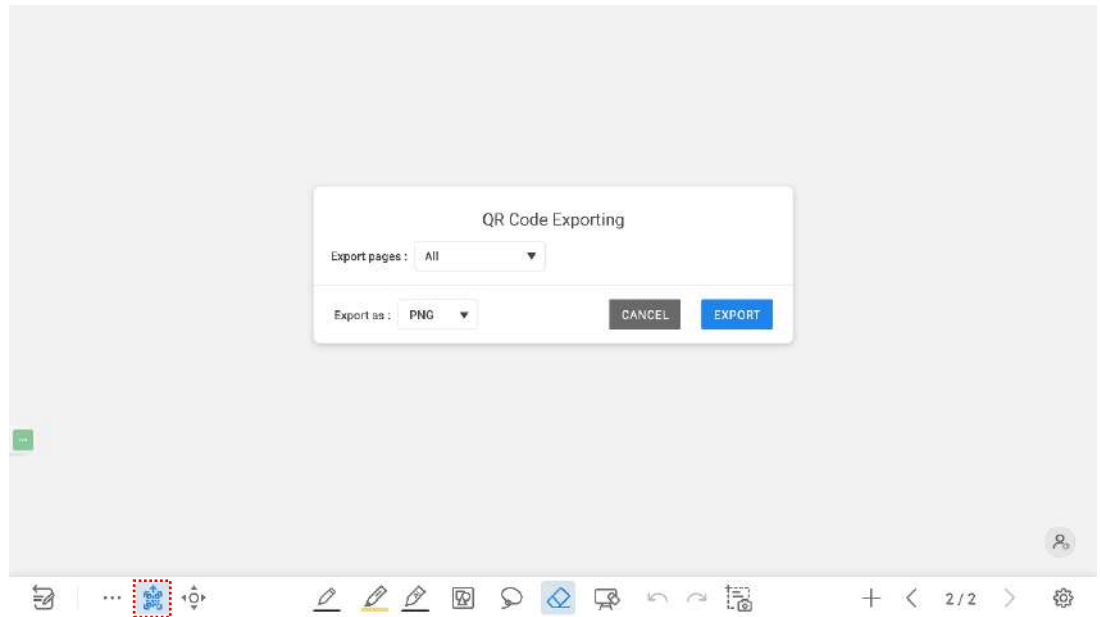 QR Code Exporting
Export pages : All
Export as : PNG
CANCEL
EXPORT
2/2